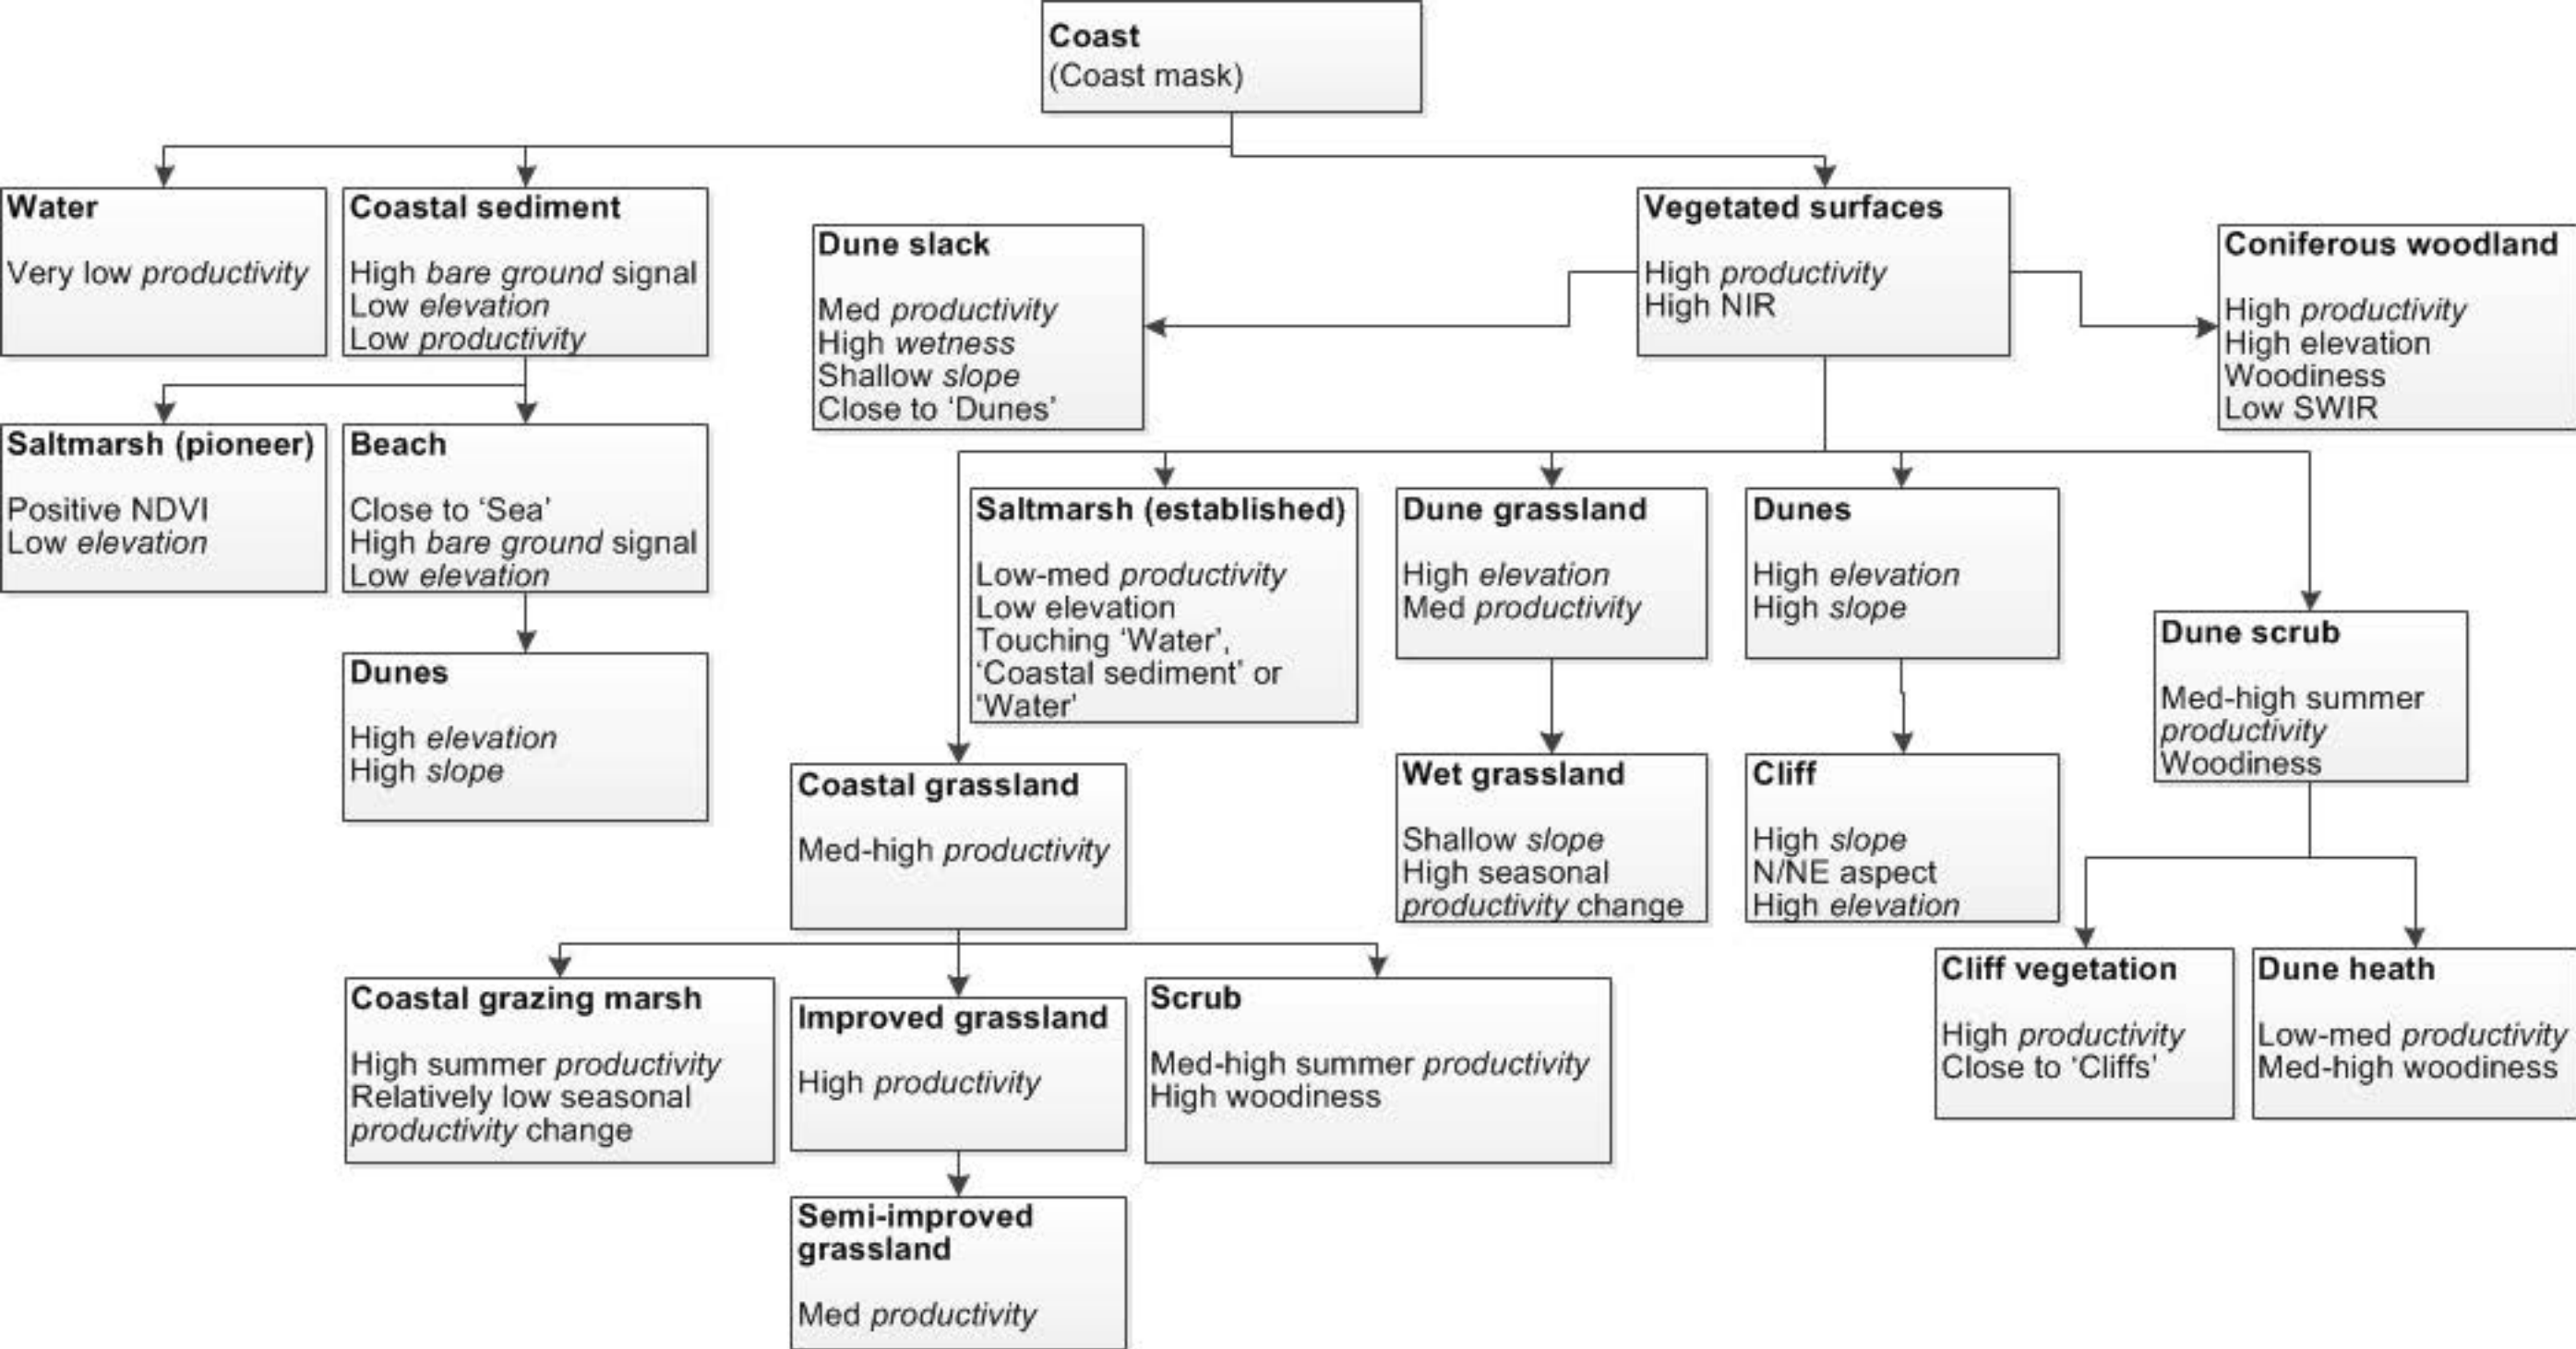 Coast
(Coast mask)
Water
Very low productivity
Coastal sediment
High bare ground signal
Low elevation
Low productivity
Dune slack
Med productivity
High wetness
Shallow slope
Close to ‘Dunes’
Vegetated surfaces
High productivity
High NIR
Coniferous woodland
High productivity
High elevation
Woodiness
Low SWIR
Saltmarsh (pioneer)
Positive NDVI
Low elevation
Beach
Close to ‘Sea’
High bare ground signal
Low elevation
Dunes
High elevation
High slope
Saltmarsh (established)
Low-med productivity
Low elevation
Touching ‘Water’,
‘Coastal sediment’ or
‘Water’
Dune grassland
High elevation
Med productivity
Dunes
High elevation
High slope
Dune scrub
Med-high summer
productivity
Woodiness
Coastal grassland
Med-high productivity
Wet grassland
Shallow slope
High seasonal
productivity change
Cliff
High slope
N/NE aspect
High elevation
Cliff vegetation
High productivity
Close to ‘Cliffs’
Dune heath
Low-med productivity
Med-high woodiness
Coastal grazing marsh
High summer productivity
Relatively low seasonal
productivity change
Improved grassland
High productivity
Scrub
Med-high summer productivity
High woodiness
Semi-improved
grassland
Med productivity